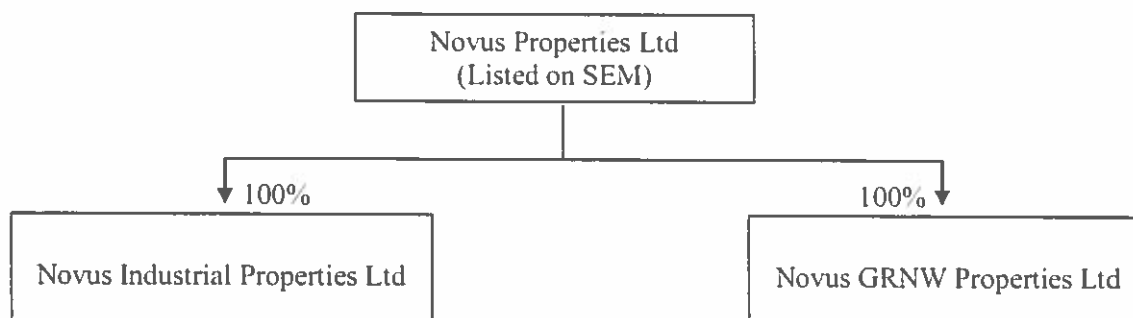 Novus Properties Ltd
(Listed on SEM)
100%
100%
Novus Industrial Properties Ltd
Novus GRNW Properties Ltd